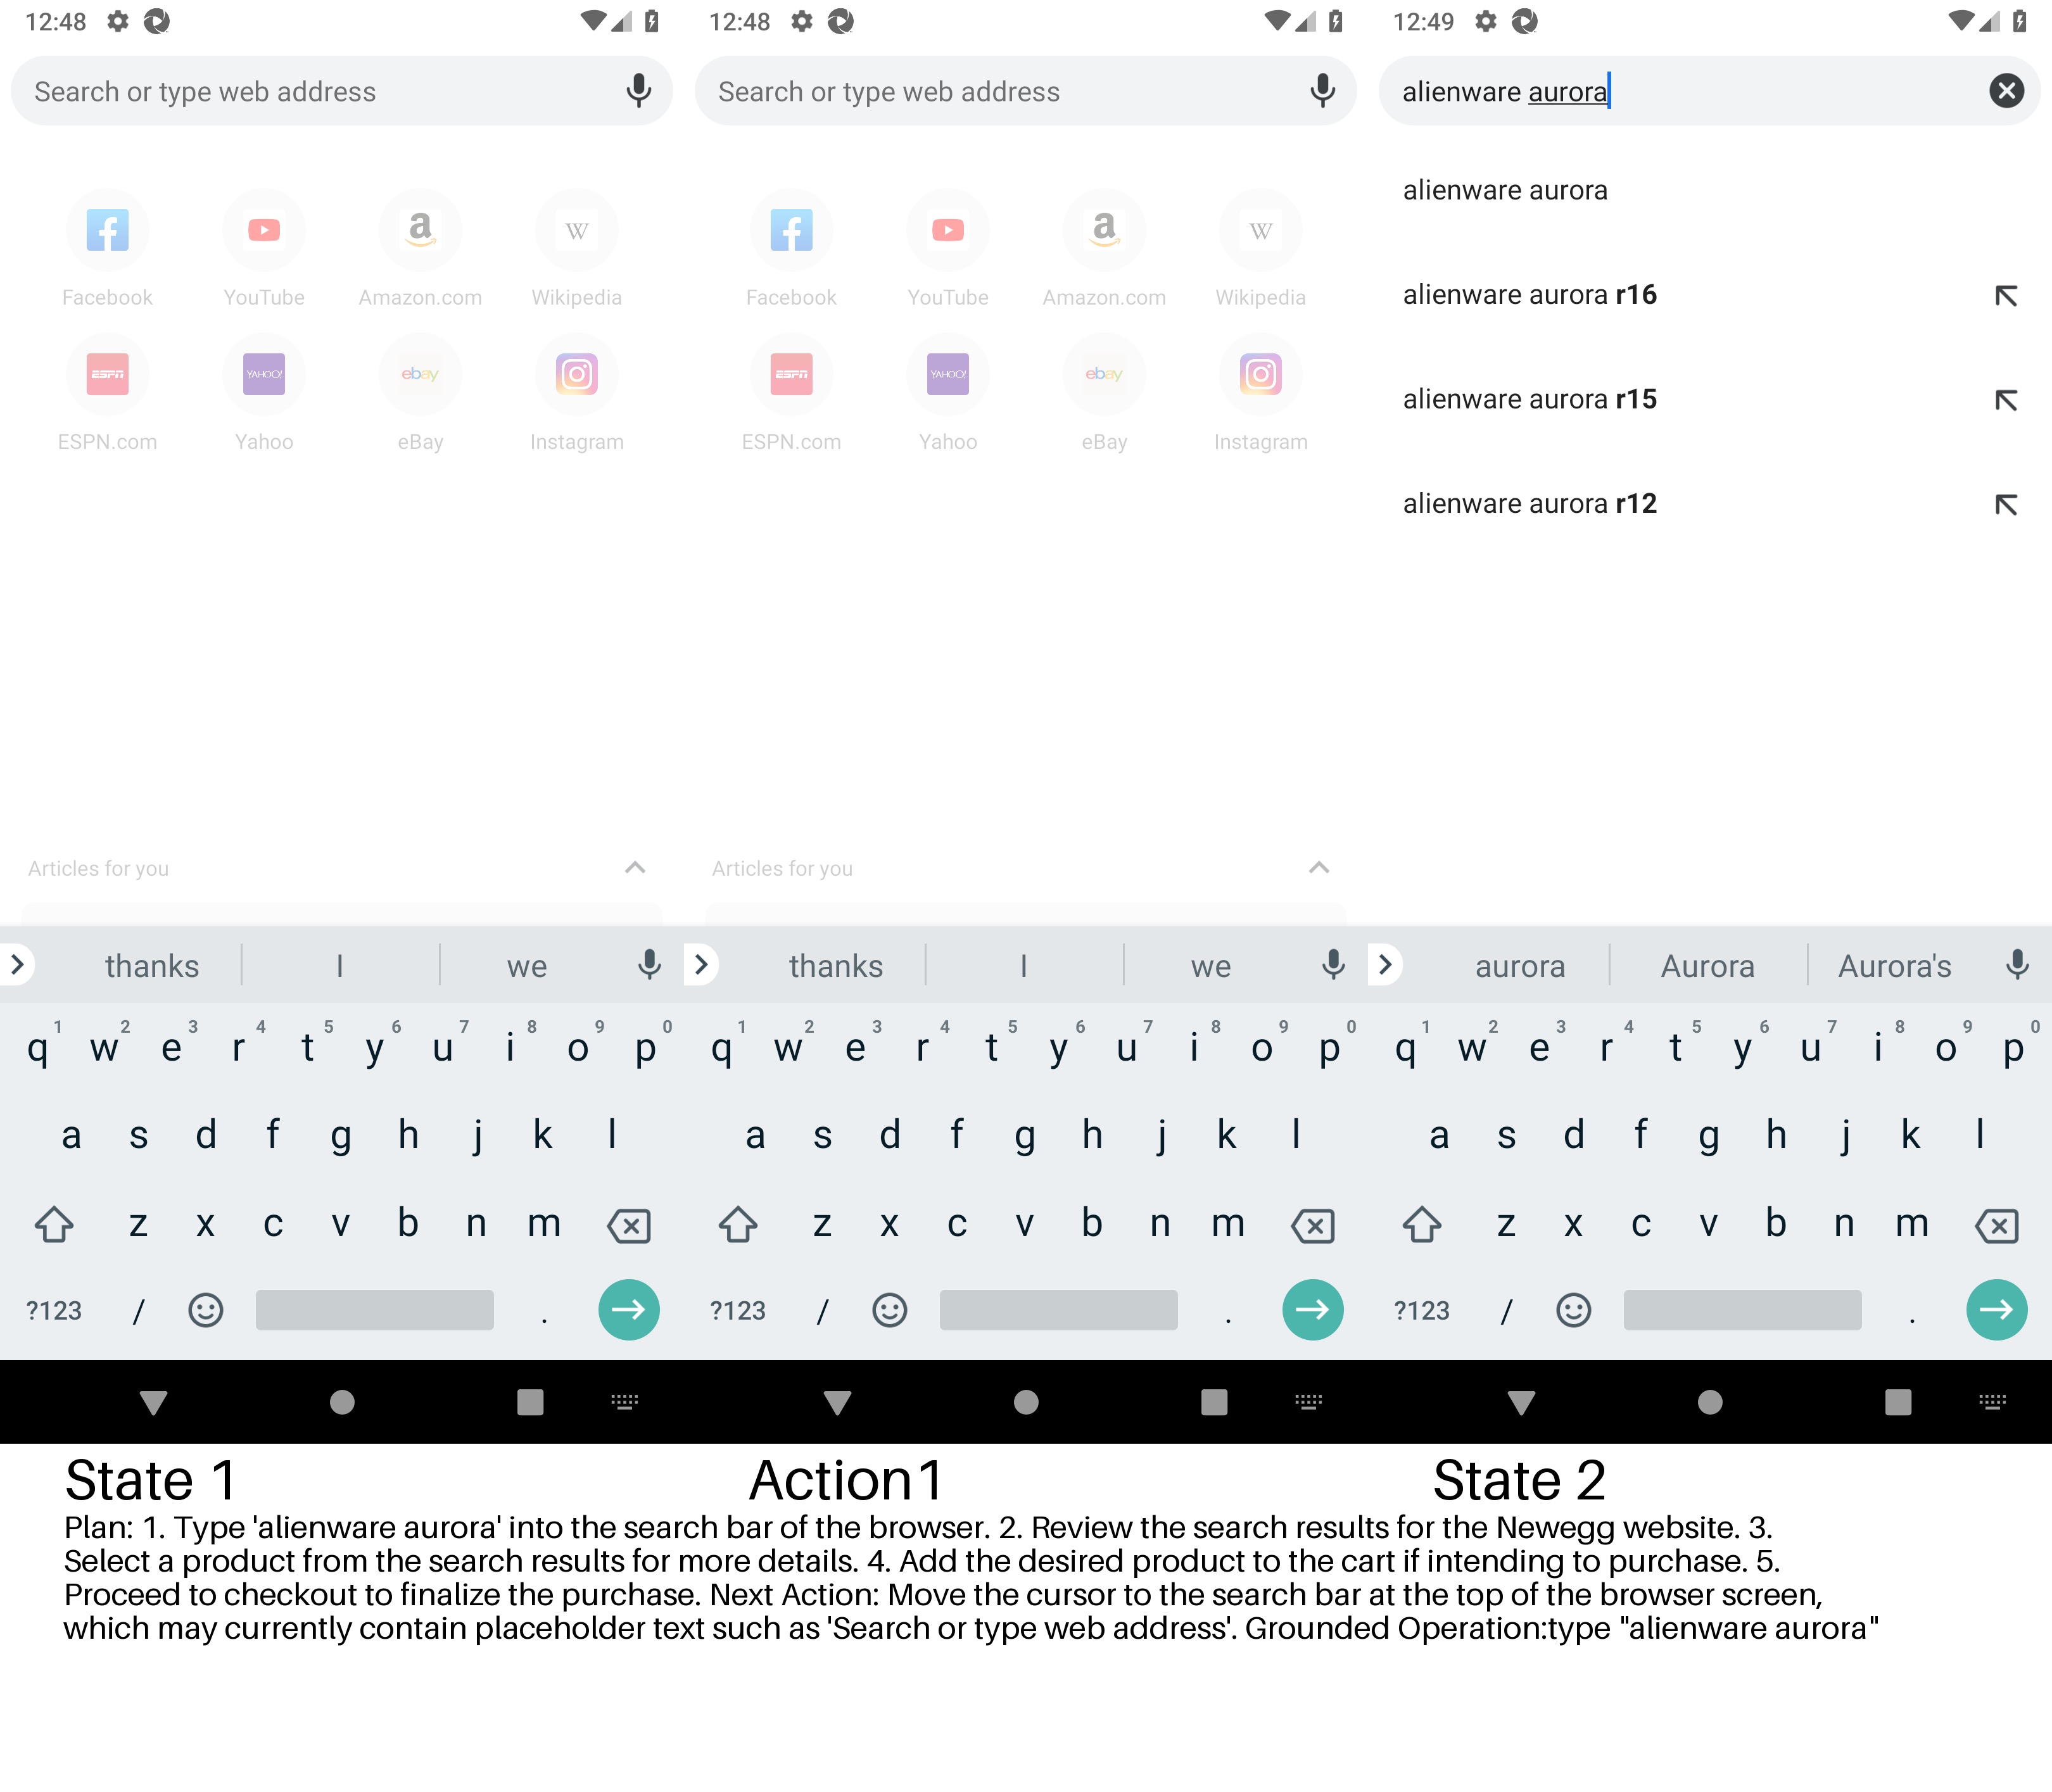 12:48
Search or type web address
f
YouTube
a
W
Facebook YouTube Amazon.com Wikipedia
ESPN YAHOO! ebay
ESPN.com Yahoo eBay Instagram
Articles for you
thanks I we
q 1 w 2 e 3 r 4 t 5 y 6 u 7 i 8 o 9 p 0
a s d f g h j k l
z x c v b n m
?123 / .
12:48
Search or type web address
f
a
W
Facebook YouTube Amazon.com Wikipedia
ESPN YAHOO! ebay
ESPN.com Yahoo eBay Instagram
Articles for you
thanks I we
q 1 w 2 e 3 r 4 t 5 y 6 u 7 i 8 o 9 p 0
a s d f g h j k l
z x c v b n m
?123 / .
12:49
alienware aurora
alienware aurora
alienware aurora r16
alienware aurora r15
alienware aurora r12
aurora Aurora Aurora's
q 1 w 2 e 3 r 4 t 5 y 6 u 7 i 8 o 9 p 0
a s d f g h j k l
z x c v b n m
?123 / .
State 1 Action1 State 2
Plan: 1. Type 'alienware aurora' into the search bar of the browser. 2. Review the search results for the Newegg website. 3.
Select a product from the search results for more details. 4. Add the desired product to the cart if intending to purchase. 5.
Proceed to checkout to finalize the purchase. Next Action: Move the cursor to the search bar at the top of the browser screen,
which may currently contain placeholder text such as 'Search or type web address'. Grounded Operation:type "alienware aurora"